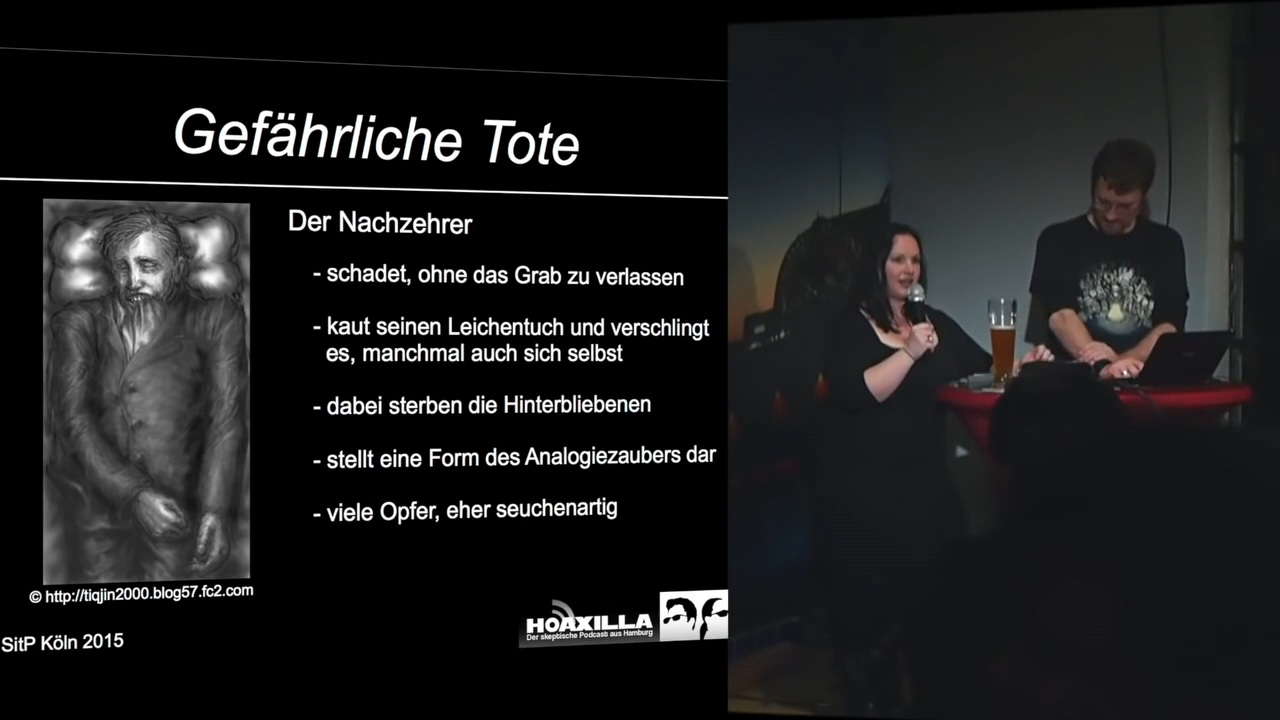 Gefährliche Tote
Der Nachzehrer
- schadet, ohne das Grab zu verlassen
- kaut seinen Leichentuch und verschlingt
es, manchmal auch sich selbst
- dabei sterben die Hinterbliebenen
- stellt eine Form des Analogiezaubers dar
- viele Opfer, eher seuchenartig
© http://tiqjin2000.blog57.fc2.com
HOAXILLA
Der skeptische Podcast aus Hamburg
SitP Köln 2015